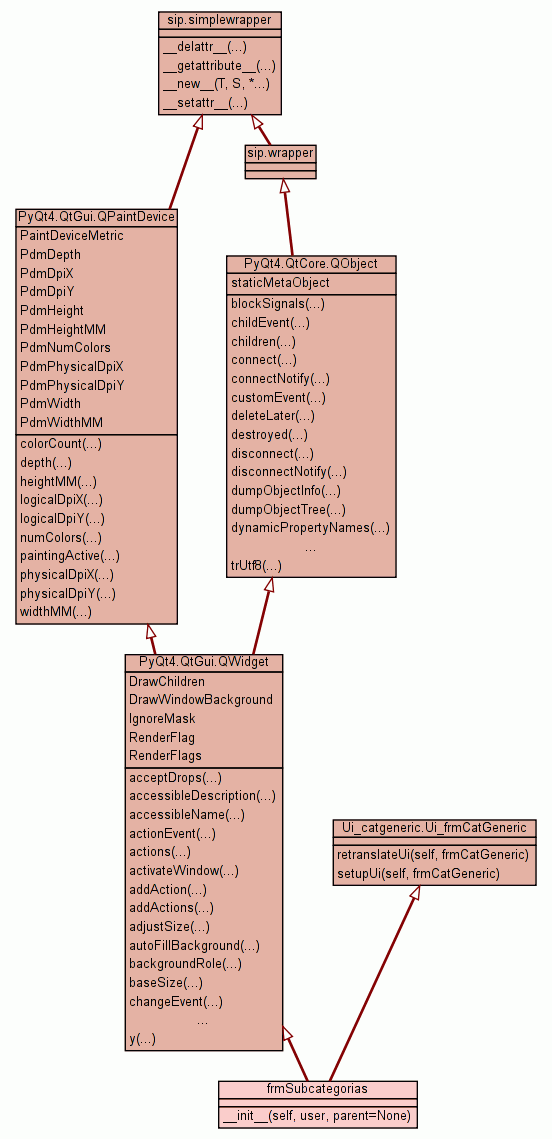 sip.simplewrapper
__delattr__(...)
__getattribute__(...)
__new__(T, S, *...)
__setattr__(...)
sip.wrapper
PyQt4.QtGui.QPaintDevice
PaintDeviceMetric
PdmDepth
PdmDpiX
PdmDpiY
PdmHeight
PdmHeightMM
PdmNumColors
PdmPhysicalDpiX
PdmPhysicalDpiY
PdmWidth
PdmWidthMM
colorCount(...)
depth(...)
heightMM(...)
logicalDpiX(...)
logicalDpiY(...)
numColors(...)
paintingActive(...)
physicalDpiX(...)
physicalDpiY(...)
widthMM(...)
PyQt4.QtCore.QObject
staticMetaObject
blockSignals(...)
childEvent(...)
children(...)
connect(...)
connectNotify(...)
customEvent(...)
deleteLater(...)
destroyed(...)
disconnect(...)
disconnectNotify(...)
dumpObjectInfo(...)
dumpObjectTree(...)
dynamicPropertyNames(...)
...
trUtf8(...)
PyQt4.QtGui.QWidget
DrawChildren
DrawWindowBackground
IgnoreMask
RenderFlag
RenderFlags
acceptDrops(...)
accessibleDescription(...)
accessibleName(...)
actionEvent(...)
actions(...)
activateWindow(...)
addAction(...)
addActions(...)
adjustSize(...)
autoFillBackground(...)
backgroundRole(...)
baseSize(...)
changeEvent(...)
...
y(...)
Ui_catgeneric.Ui_frmCatGeneric
retranslateUi(self, frmCatGeneric)
setupUi(self, frmCatGeneric)
frmSubcategorias
__init__(self, user, parent=None)